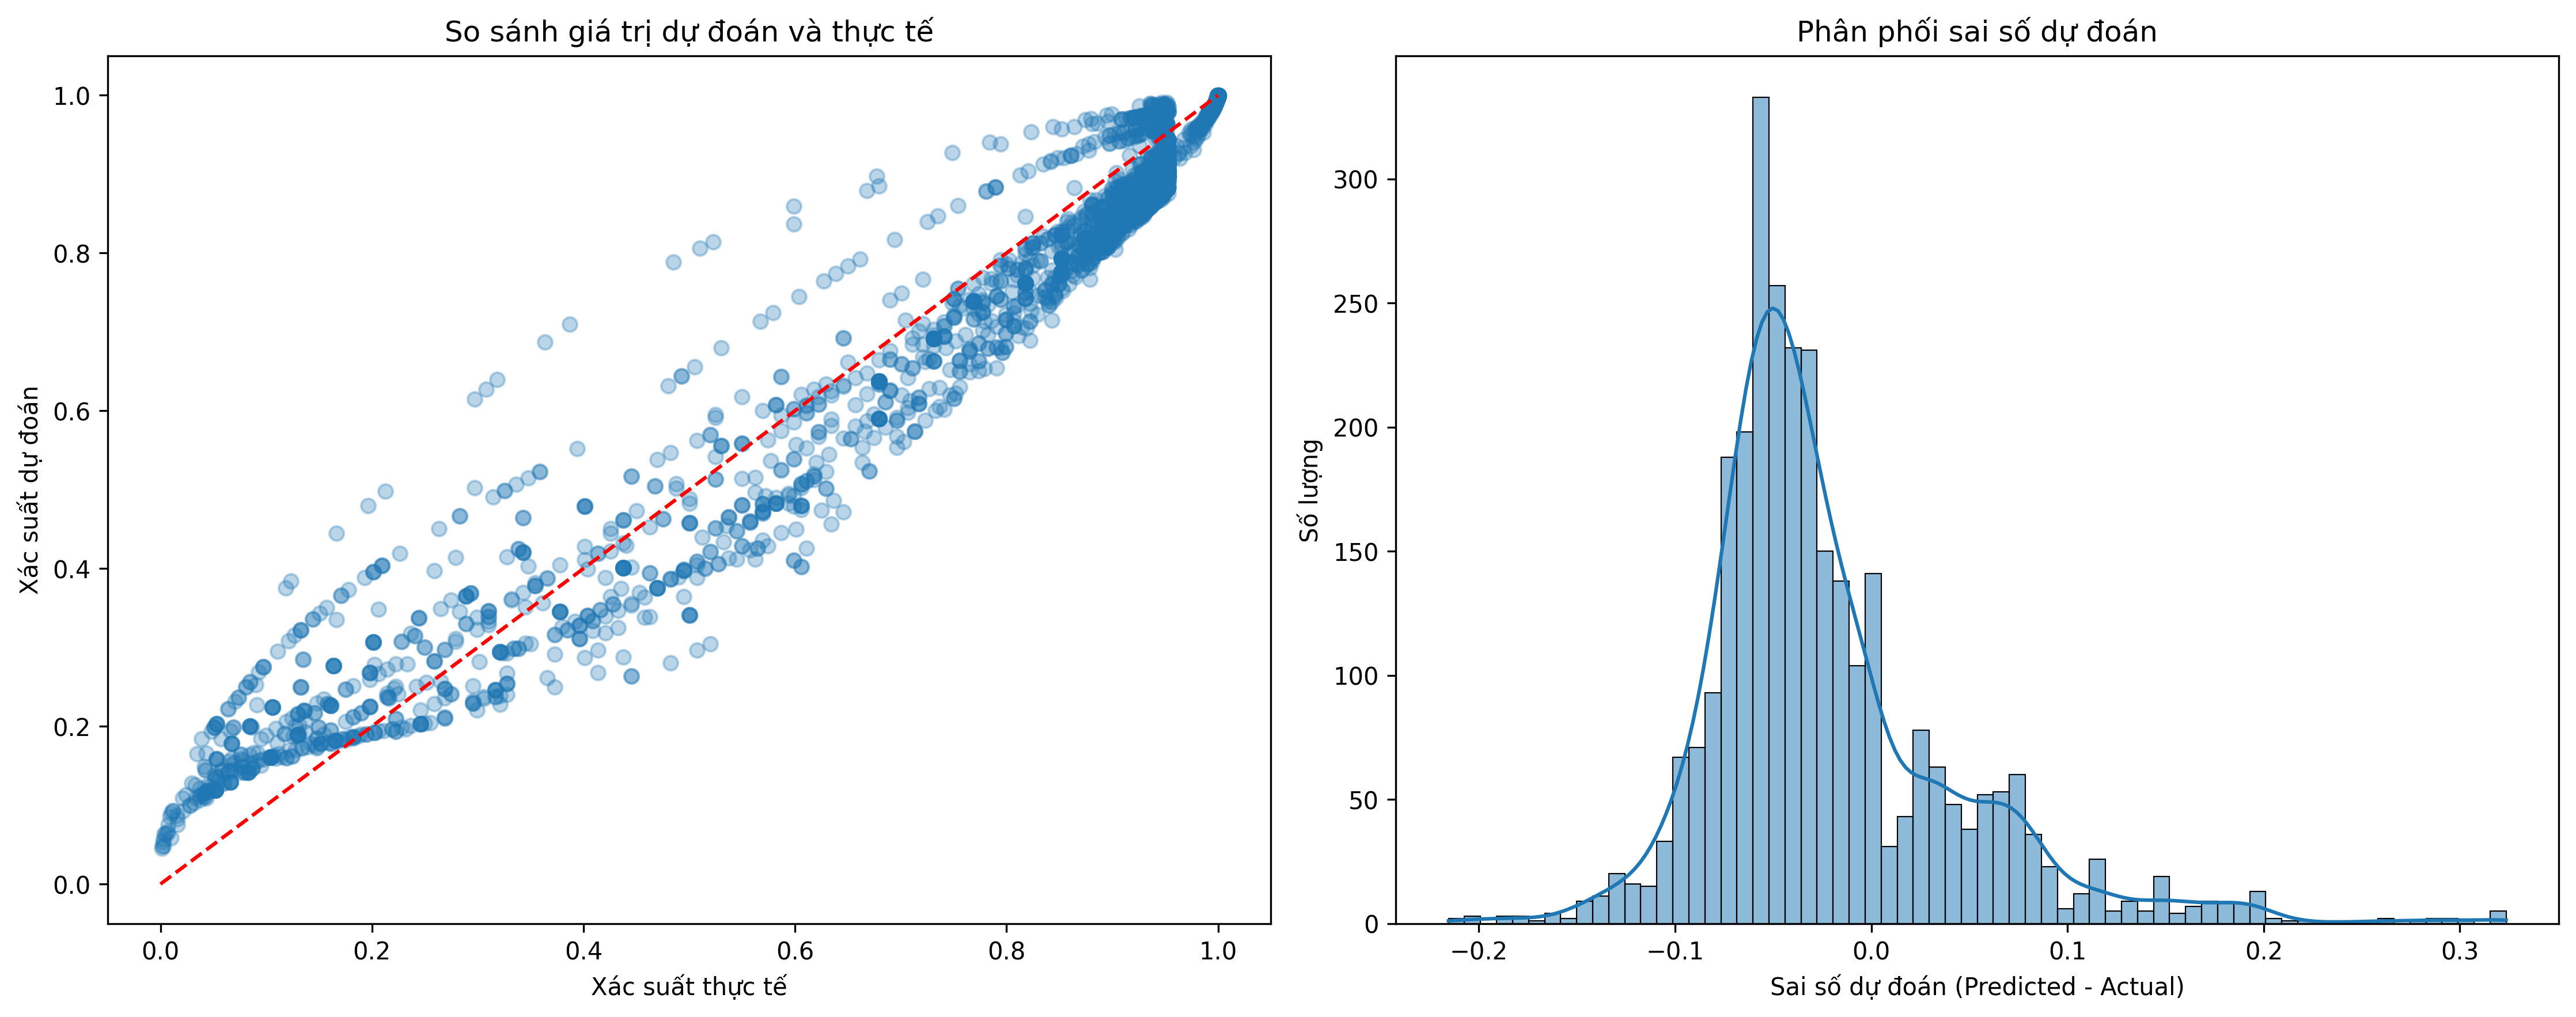 So sánh giá trị dự đoán và thực tế
1.0
0.8
0.6
0.4
0.2
0.0
Xác suất dự đoán
0.0 0.2 0.4 0.6 0.8 1.0
Xác suất thực tế
Phân phối sai số dự đoán
300
250
200
150
100
50
0
Số lượng
−0.2 −0.1 0.0 0.1 0.2 0.3
Sai số dự đoán (Predicted - Actual)